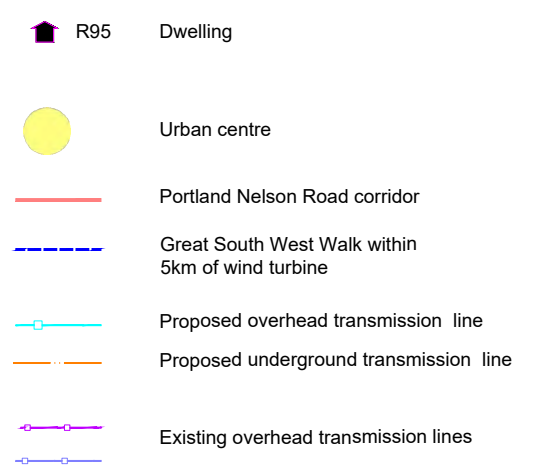 R95 Dwelling
Urban centre
Portland Nelson Road corridor
Great South West Walk within
5km of wind turbine
Proposed overhead transmission line
Proposed underground transmission line
Existing overhead transmission lines